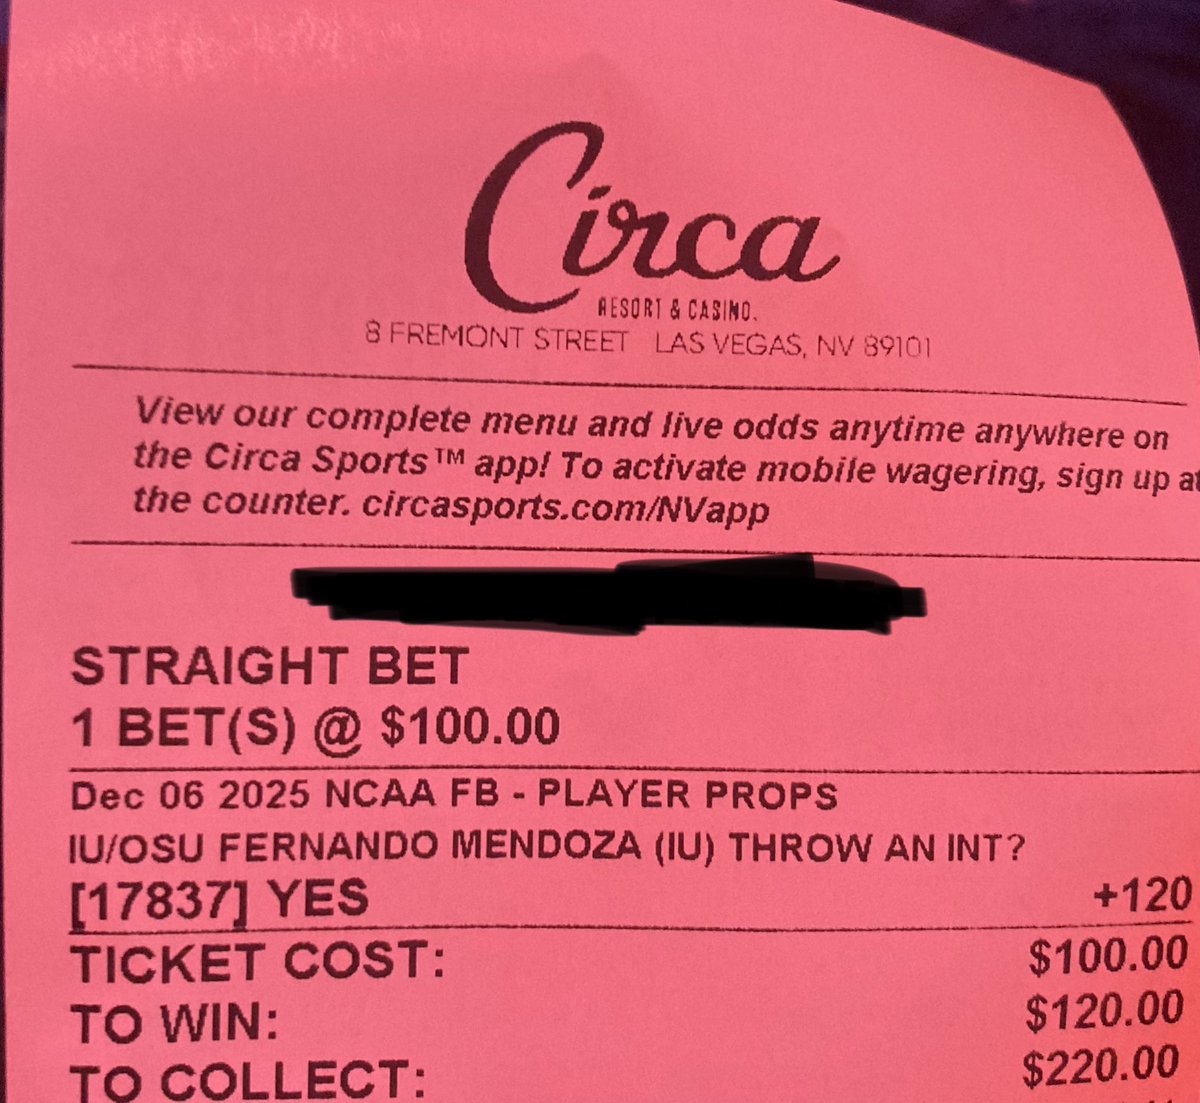 Circa
RESORT & CASINO.
8 FREMONT STREET LAS VEGAS, NV 89101
View our complete menu and live odds anytime anywhere on
the Circa Sports™ app! To activate mobile wagering, sign up at
the counter. circasports.com/NVapp
STRAIGHT BET
1 BET(S) @ $100.00
Dec 06 2025 NCAA FB - PLAYER PROPS
IU/OSU FERNANDO MENDOZA (IU) THROW AN INT?
[17837] YES +120
TICKET COST: $100.00
TO WIN: $120.00
TO COLLECT: $220.00